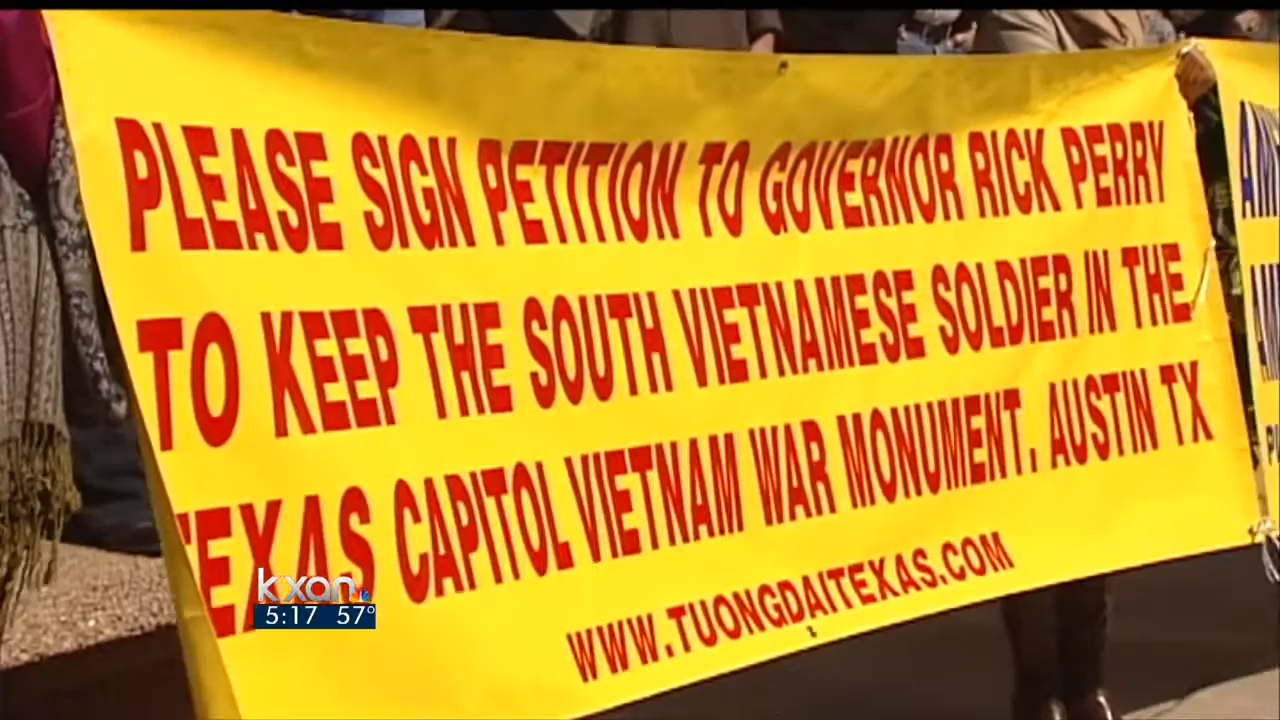 PLEASE SIGN PETITION TO GOVERNOR RICK PERRY
TO KEEP THE SOUTH VIETNAMESE SOLDIER IN THE
TEXAS CAPITOL VIETNAM WAR MONUMENT. AUSTIN TX
WWW.TUONGDAITEXAS.COM
kxan
5:17 57°